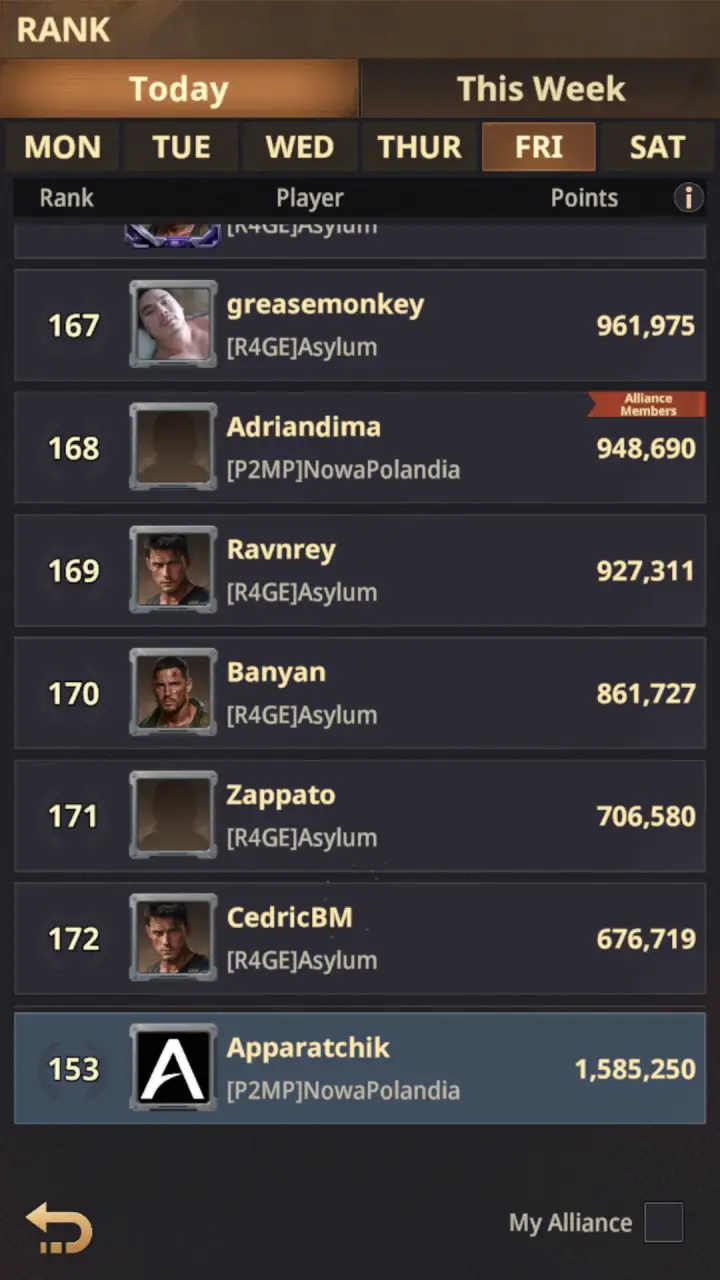 RANK
Today This Week
MON TUE WED THUR FRI SAT
Rank Player Points
[R4GE]Asylum
167 greasemonkey 961,975
[R4GE]Asylum
Alliance
Members
168 Adriandima 948,690
[P2MP]NowaPolandia
169 Ravnrey 927,311
[R4GE]Asylum
170 Banyan 861,727
[R4GE]Asylum
171 Zappato 706,580
[R4GE]Asylum
172 CedricBM 676,719
[R4GE]Asylum
153 Apparatchik 1,585,250
[P2MP]NowaPolandia
My Alliance